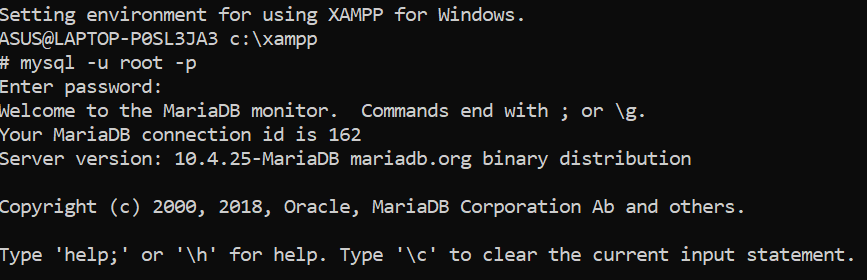 Setting environment for using XAMPP for Windows.
ASUS@LAPTOP-P0SL3JA3 c:\xampp
# mysql -u root -p
Enter password:
Welcome to the MariaDB monitor.  Commands end with ; or \g.
Your MariaDB connection id is 162
Server version: 10.4.25-MariaDB mariadb.org binary distribution

Copyright (c) 2000, 2018, Oracle, MariaDB Corporation Ab and others.

Type 'help;' or '\h' for help. Type '\c' to clear the current input statement.